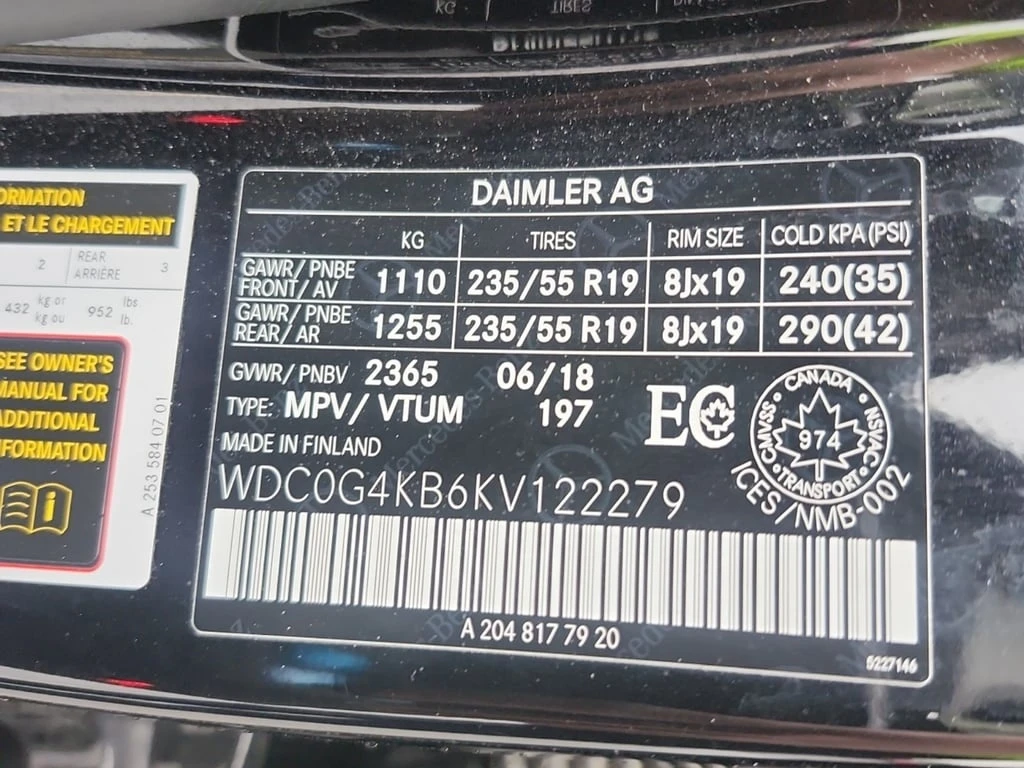 ORMATION
ET LE CHARGEMENT
2 REAR ARRIÈRE 3
432 kg or kg ou 952 lbs. lb.
SEE OWNER'S
MANUAL FOR
ADDITIONAL
NFORMATION
A 253 584 07 01
DAIMLER AG
KG TIRES RIM SIZE COLD KPA (PSI)
GAWR/PNBE FRONT/AV 1110 235/55 R19 8Jx19 240(35)
GAWR/PNBE REAR/AR 1255 235/55 R19 8Jx19 290(42)
GVWR/PNBV 2365 06/18
TYPE: MPV/VTUM 197
EC
CANADA
CMVSS NSVAC
974
TRANSPORT
ICES/NMB-002
MADE IN FINLAND
WDC0G4KB6KV122279
A 204 817 79 20
5227146